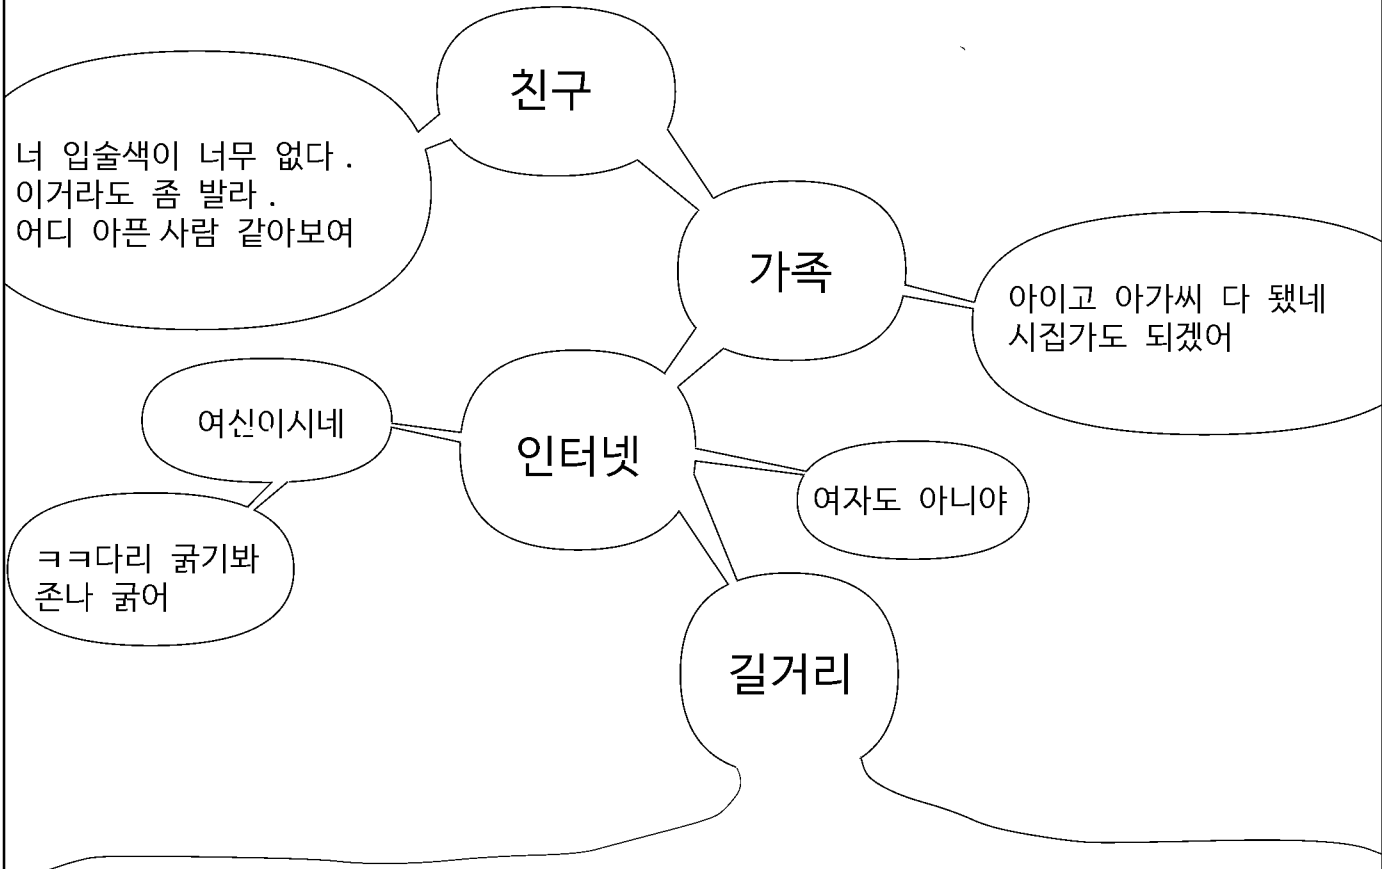 친구
너 입술색이 너무 없다 .
이거라도 좀 발라 .
어디 아픈 사람 같아보여
가족
아이고 아가씨 다 됐네
시집가도 되겠어
여신이시네
인터넷
여자도 아니야
ㅋㅋ다리 굵기봐
존나 굵어
길거리